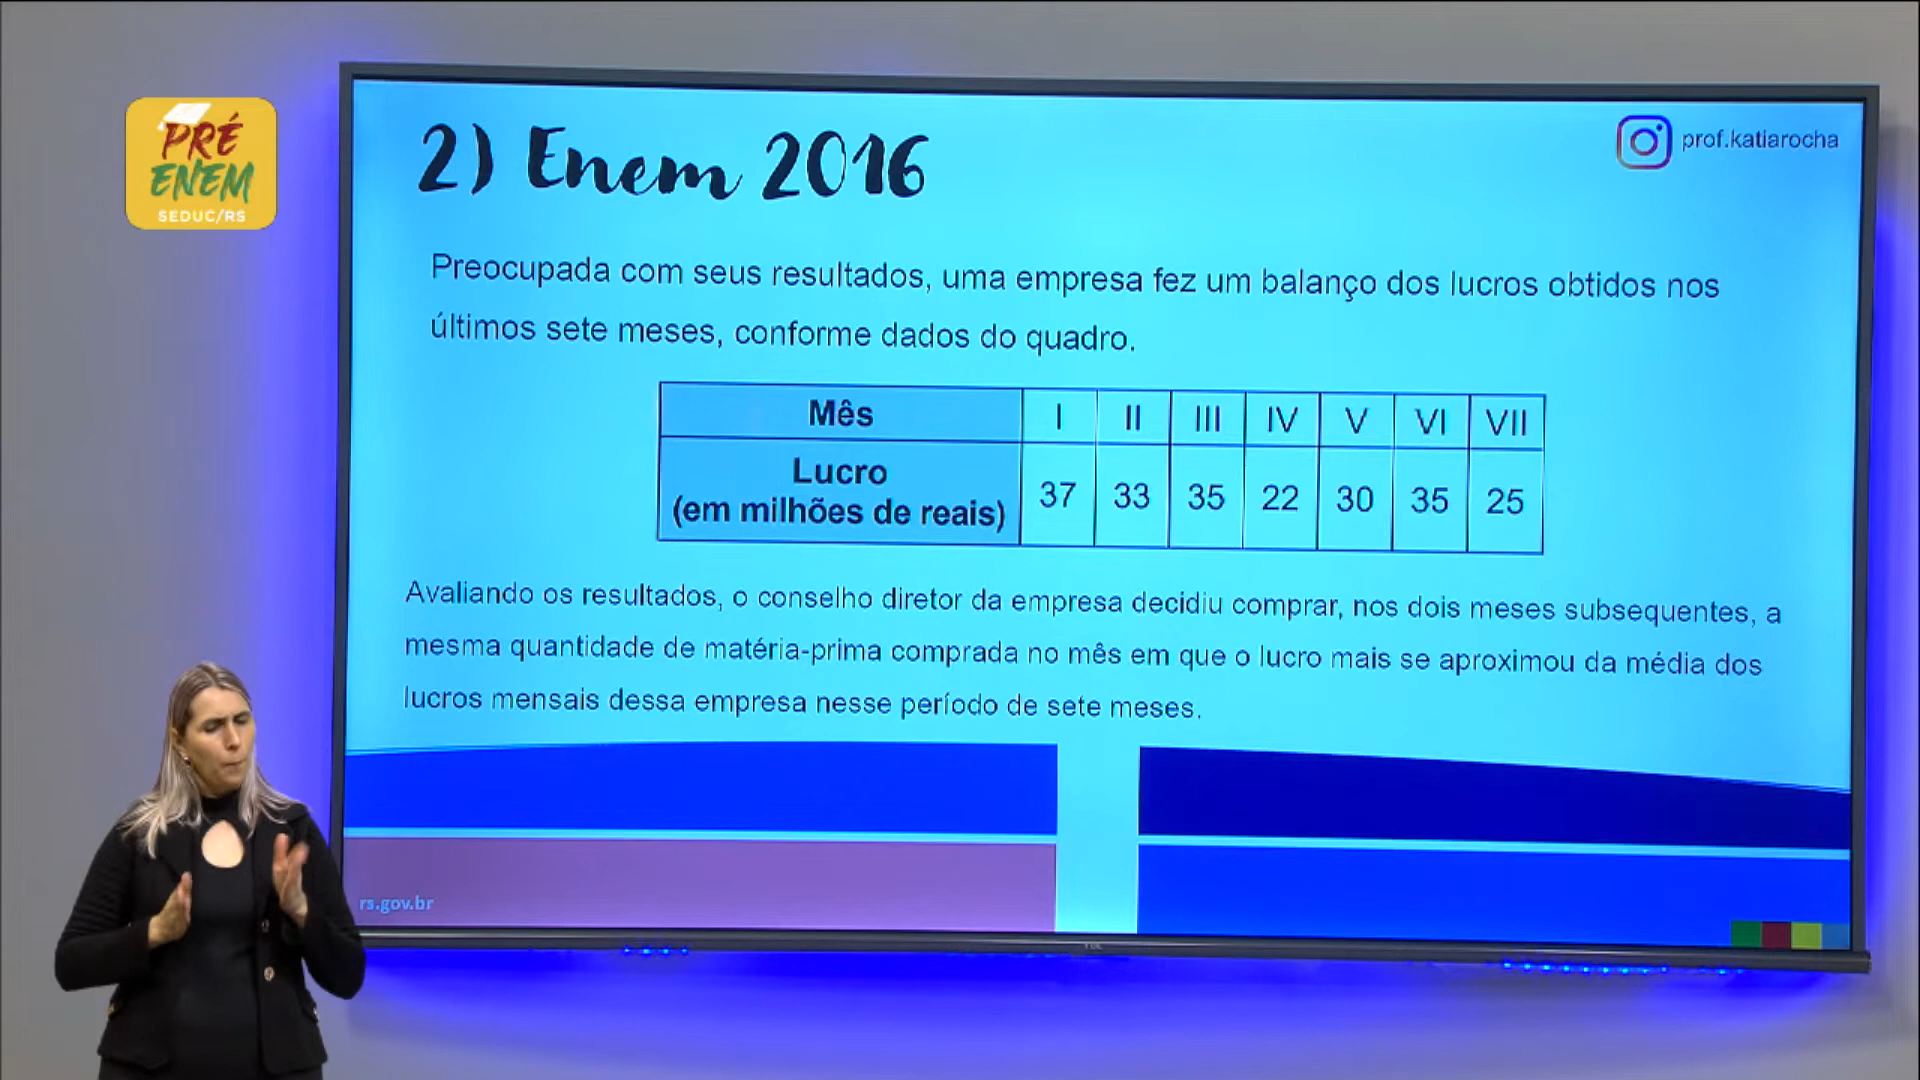 PRÉ
ENEM
SEDUC/RS
2) Enem 2016
prof.katiarocha
Preocupada com seus resultados, uma empresa fez um balanço dos lucros obtidos nos
últimos sete meses, conforme dados do quadro.
Mês I II III IV V VI VII
Lucro
(em milhões de reais) 37 33 35 22 30 35 25
Avaliando os resultados, o conselho diretor da empresa decidiu comprar, nos dois meses subsequentes, a
mesma quantidade de matéria-prima comprada no mês em que o lucro mais se aproximou da média dos
lucros mensais dessa empresa nesse período de sete meses.
rs.gov.br